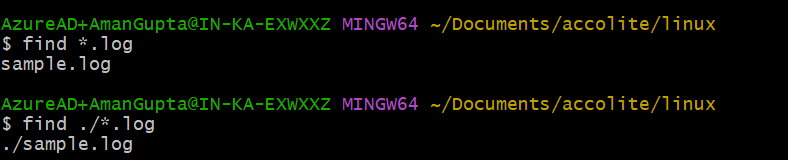 AzureAD+AmanGupta@IN-KA-EXWXXZ MINGW64 ~/Documents/accolite/linux
$ find *.log
sample.log
AzureAD+AmanGupta@IN-KA-EXWXXZ MINGW64 ~/Documents/accolite/linux
$ find ./*.log
./sample.log